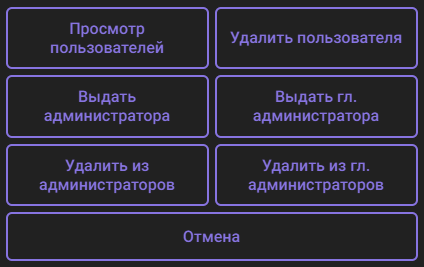 Просмотр
пользователей
Удалить пользователя
Выдать
администратора
Выдать гл.
администратора
Удалить из
администраторов
Удалить из гл.
администраторов
Отмена